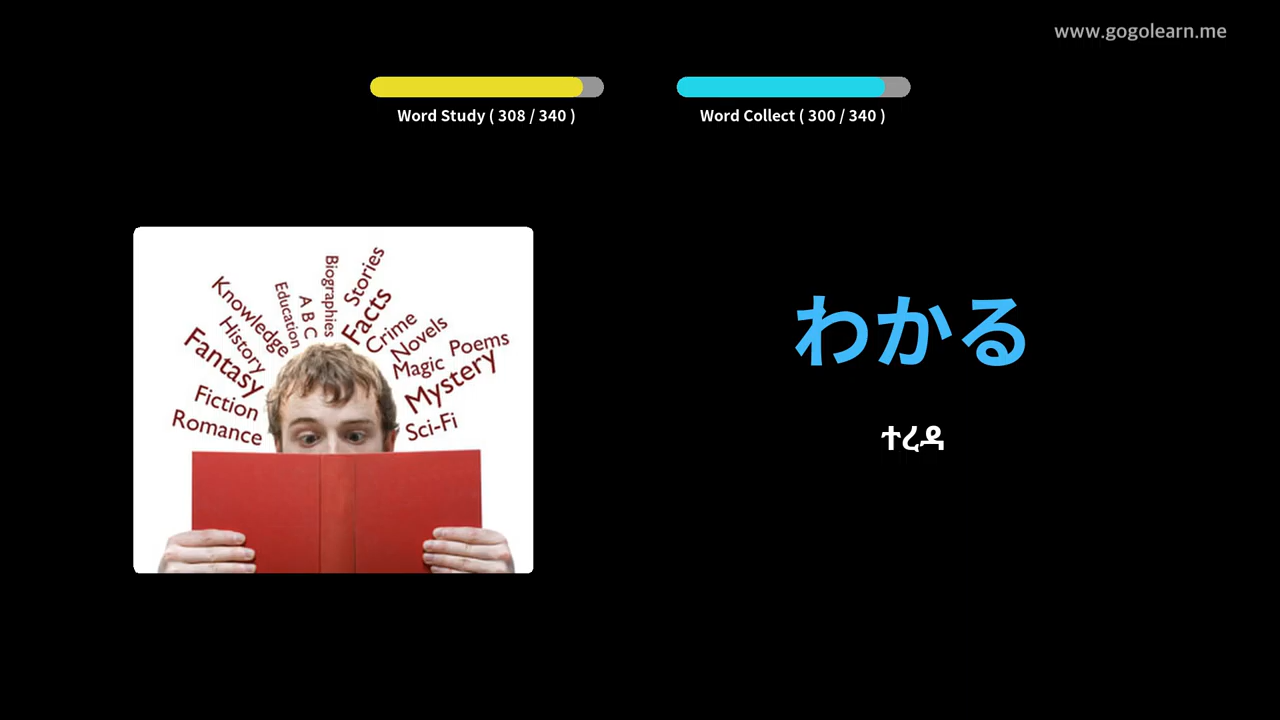 www.gogolearn.me
Word Study ( 308 / 340 )
Word Collect ( 300 / 340 )
Biographies
Stories
Education
A B C
Facts
Knowledge
Crime
History
Novels
Poems
Fantasy
Magic
Mystery
Fiction
Romance
Sci-Fi
わかる
ተረዳ